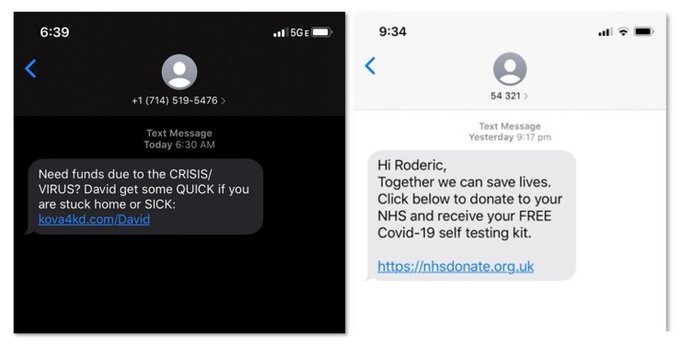 6:39
5GE
+1 (714) 519-5476 >
Text Message
Today 6:30 AM
Need funds due to the CRISIS/
VIRUS? David get some QUICK if you
are stuck home or SICK:
kova4kd.com/David
9:34
54 321 >
Text Message
Yesterday 9:17 pm
Hi Roderic,
Together we can save lives.
Click below to donate to your
NHS and receive your FREE
Covid-19 self testing kit.
https://nhsdonate.org.uk